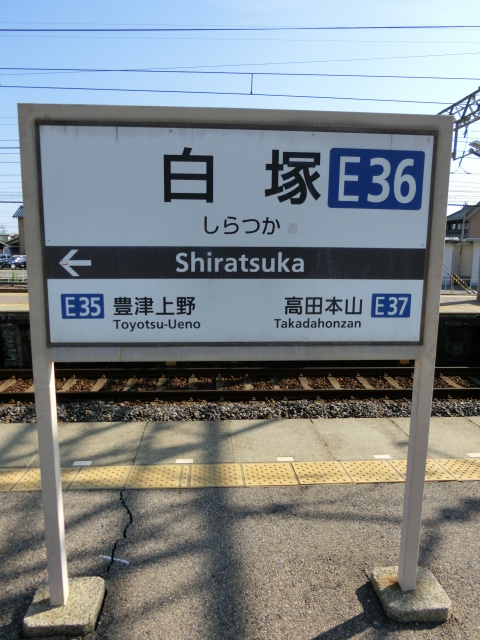 白塚 E36
しらつか
← Shiratsuka
E35 豊津上野 高田本山 E37
Toyotsu-Ueno Takadahonzan